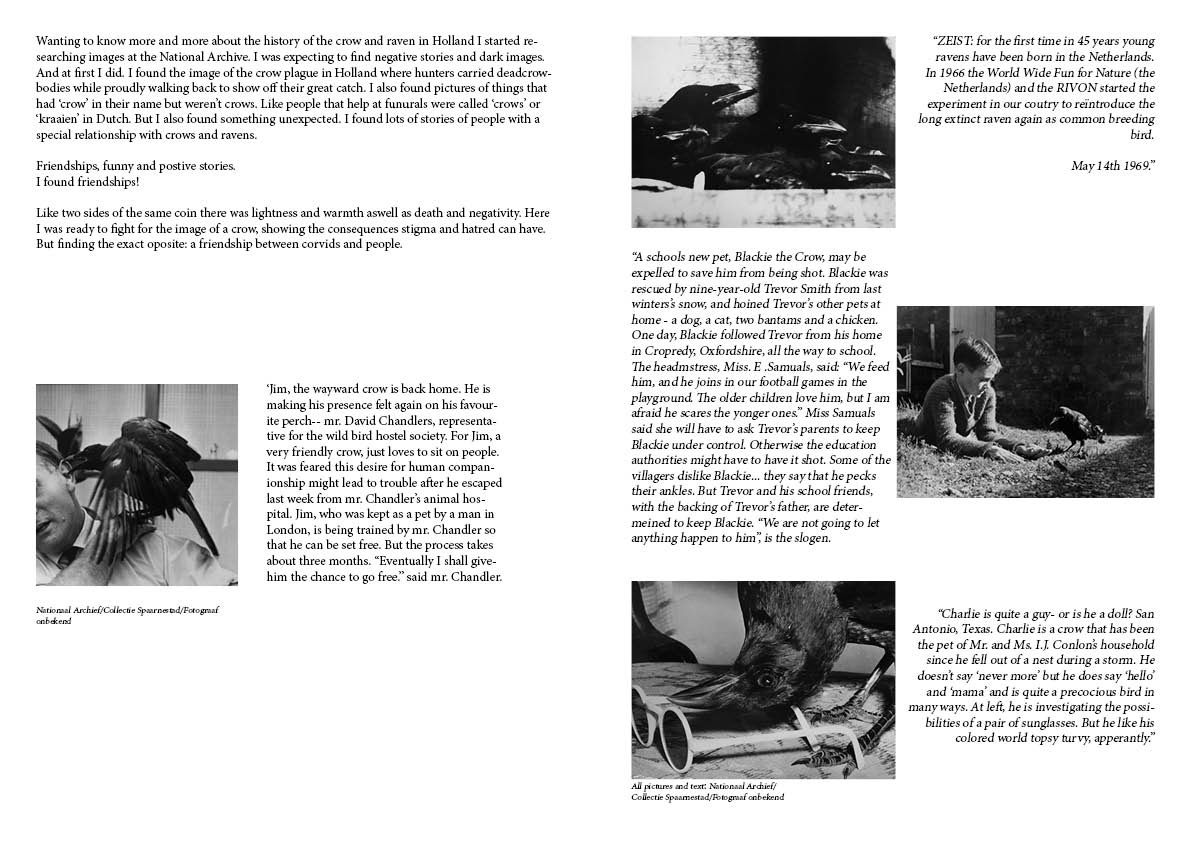 Wanting to know more and more about the history of the crow and raven in Holland I started re-
searching images at the National Archive. I was expecting to find negative stories and dark images.
And at first I did. I found the image of the crow plague in Holland where hunters carried deadcrow-
bodies while proudly walking back to show off their great catch. I also found pictures of things that
had ‘crow’ in their name but weren’t crows. Like people that help at funurals were called ‘crows’ or
‘kraaien’ in Dutch. But I also found something unexpected. I found lots of stories of people with a
special relationship with crows and ravens.
Friendships, funny and postive stories.
I found friendships!
Like two sides of the same coin there was lightness and warmth aswell as death and negativity. Here
I was ready to fight for the image of a crow, showing the consequences stigma and hatred can have.
But finding the exact oposite: a friendship between corvids and people.
‘Jim, the wayward crow is back home. He is
making his presence felt again on his favour-
ite perch-- mr. David Chandlers, representa-
tive for the wild bird hostel society. For Jim, a
very friendly crow, just loves to sit on people.
It was feared this desire for human compan-
ionship might lead to trouble after he escaped
last week from mr. Chandler’s animal hos-
pital. Jim, who was kept as a pet by a man in
London, is being trained by mr. Chandler so
that he can be set free. But the process takes
about three months. “Eventually I shall give-
him the chance to go free.” said mr. Chandler.
Nationaal Archief/Collectie Spaarnestad/Fotograaf
onbekend
“ZEIST: for the first time in 45 years young
ravens have been born in the Netherlands.
In 1966 the World Wide Fun for Nature (the
Netherlands) and the RIVON started the
experiment in our coutry to reïntroduce the
long extinct raven again as common breeding
bird.
May 14th 1969.”
“A schools new pet, Blackie the Crow, may be
expelled to save him from being shot. Blackie was
rescued by nine-year-old Trevor Smith from last
winters’s snow, and hoined Trevor’s other pets at
home - a dog, a cat, two bantams and a chicken.
One day, Blackie followed Trevor from his home
in Cropredy, Oxfordshire, all the way to school.
The headmstress, Miss. E .Samuals, said: “We feed
him, and he joins in our football games in the
playground. The older children love him, but I am
afraid he scares the yonger ones.” Miss Samuals
said she will have to ask Trevor’s parents to keep
Blackie under control. Otherwise the education
authorities might have to have it shot. Some of the
villagers dislike Blackie... they say that he pecks
their ankles. But Trevor and his school friends,
with the backing of Trevor’s father, are deter-
meined to keep Blackie. “We are not going to let
anything happen to him”, is the slogen.
“Charlie is quite a guy- or is he a doll? San
Antonio, Texas. Charlie is a crow that has been
the pet of Mr. and Ms. I.J. Conlon’s household
since he fell out of a nest during a storm. He
doesn’t say ‘never more’ but he does say ‘hello’
and ‘mama’ and is quite a precocious bird in
many ways. At left, he is investigating the possi-
bilities of a pair of sunglasses. But he like his
colored world topsy turvy, apperantly.”
All pictures and text: Nationaal Archief/
Collectie Spaarnestad/Fotograaf onbekend